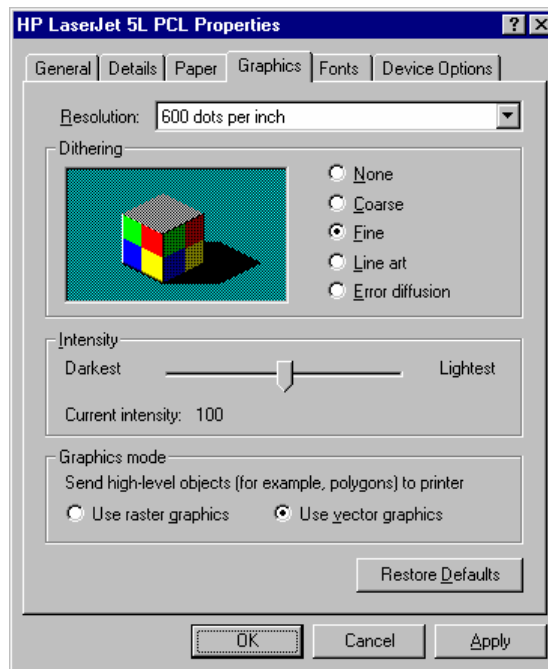 HP LaserJet 5L PCL Properties
General Details Paper Graphics Fonts Device Options
Resolution: 600 dots per inch
Dithering
None
Coarse
Fine
Line art
Error diffusion
Intensity
Darkest Lightest
Current intensity: 100
Graphics mode
Send high-level objects (for example, polygons) to printer
Use raster graphics Use vector graphics
Restore Defaults
OK Cancel Apply